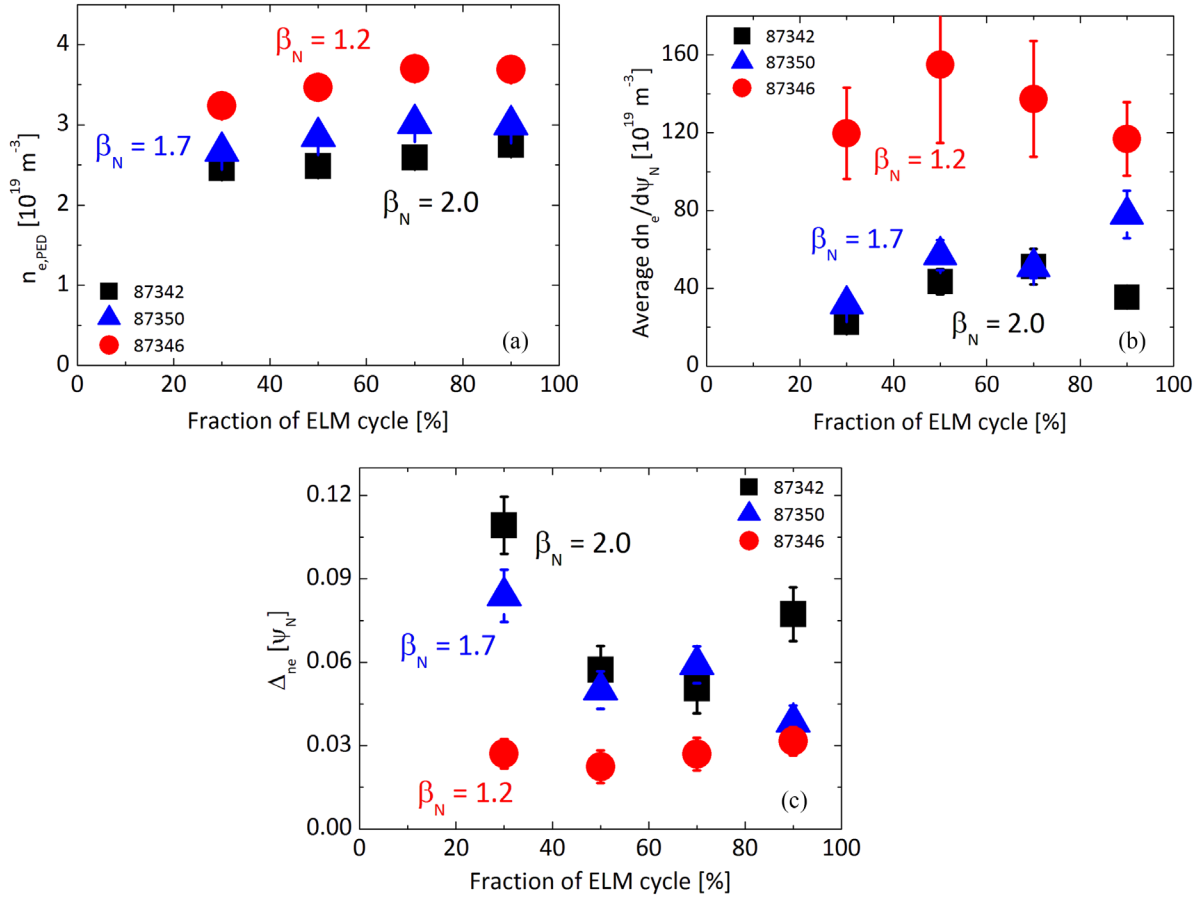 4
3
2
1
0
n_e,PED [10^19 m^-3]
β_N = 1.2
β_N = 1.7
β_N = 2.0
87342
87350
87346
(a)
0 20 40 60 80 100
Fraction of ELM cycle [%]
160
120
80
40
0
Average dn_e/dψ_N [10^19 m^-3]
87342
87350
87346
β_N = 1.2
β_N = 1.7
β_N = 2.0
(b)
0 20 40 60 80 100
Fraction of ELM cycle [%]
0.12
0.09
0.06
0.03
0.00
Δ_ne [ψ_N]
87342
87350
87346
β_N = 2.0
β_N = 1.7
β_N = 1.2
(c)
0 20 40 60 80 100
Fraction of ELM cycle [%]